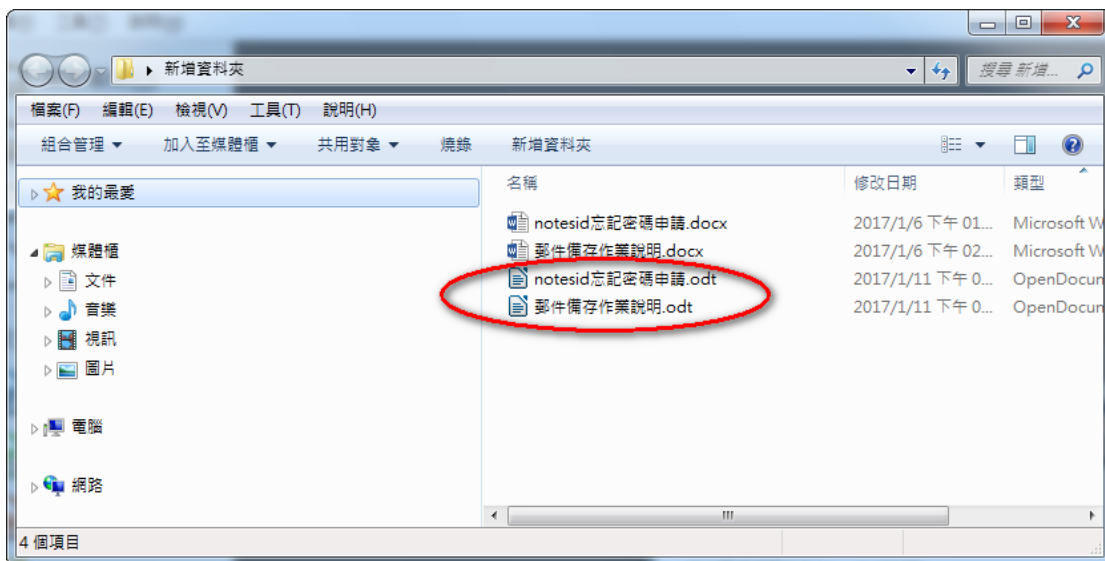 新增資料夾
搜尋 新增...
檔案(F) 編輯(E) 檢視(V) 工具(T) 說明(H)
組合管理 加入至媒體櫃 共用對象 燒錄 新增資料夾
我的最愛
媒體櫃
文件
音樂
視訊
圖片
電腦
網路
名稱 修改日期 類型
notesid忘記密碼申請.docx 2017/1/6 下午 01... Microsoft W
郵件備存作業說明.docx 2017/1/6 下午 02... Microsoft W
notesid忘記密碼申請.odt 2017/1/11 下午 0... OpenDocun
郵件備存作業說明.odt 2017/1/11 下午 0... OpenDocun
4 個項目